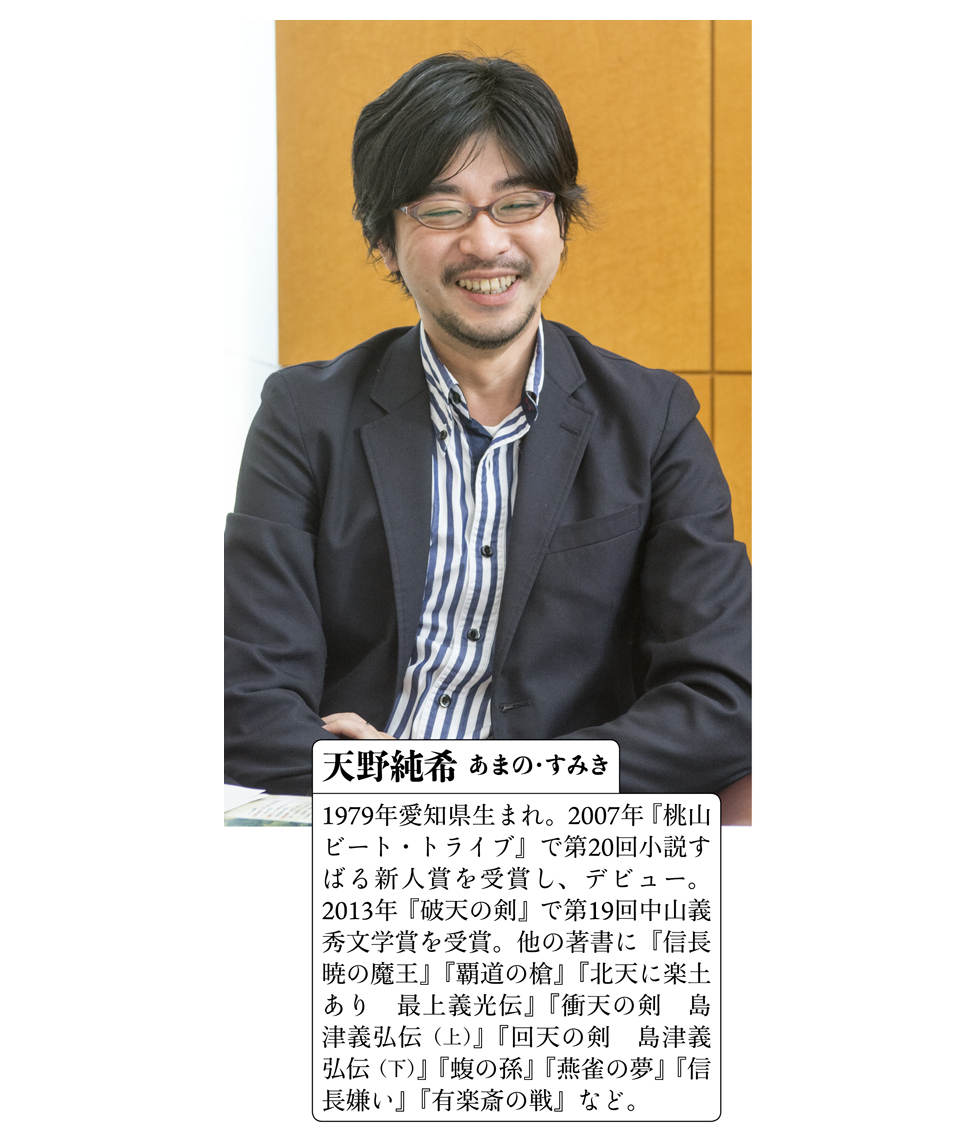 天野純希 あまの・すみき
1979年愛知県生まれ。2007年『桃山
ビート・トライブ』で第20回小説す
ばる新人賞を受賞し、デビュー。
2013年『破天の剣』で第19回中山義
秀文学賞を受賞。他の著書に『信長
暁の魔王』『覇道の槍』『北天に楽土
あり　最上義光伝』『衝天の剣　島
津義弘伝（上）』『回天の剣　島津義
弘伝（下）』『蝮の孫』『燕雀の夢』『信
長嫌い』『有楽斎の戦』など。